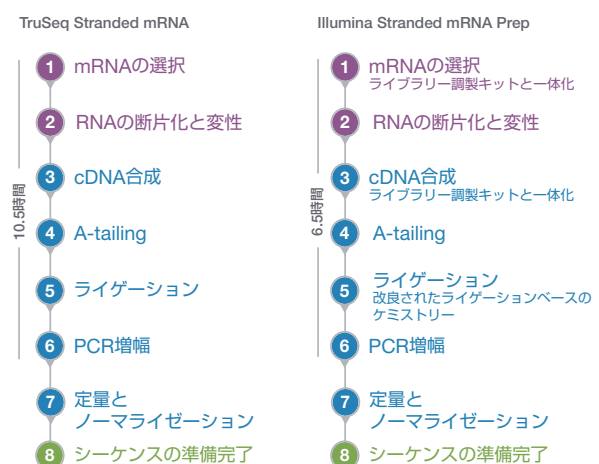 TruSeq Stranded mRNA
10.5時間
1 mRNAの選択
2 RNAの断片化と変性
3 cDNA合成
4 A-tailing
5 ライゲーション
6 PCR増幅
7 定量と
ノーマライゼーション
8 シーケンスの準備完了
Illumina Stranded mRNA Prep
6.5時間
1 mRNAの選択
ライブラリー調製キットと一体化
2 RNAの断片化と変性
3 cDNA合成
ライブラリー調製キットと一体化
4 A-tailing
5 ライゲーション
改良されたライゲーションベースの
ケミストリー
6 PCR増幅
7 定量と
ノーマライゼーション
8 シーケンスの準備完了